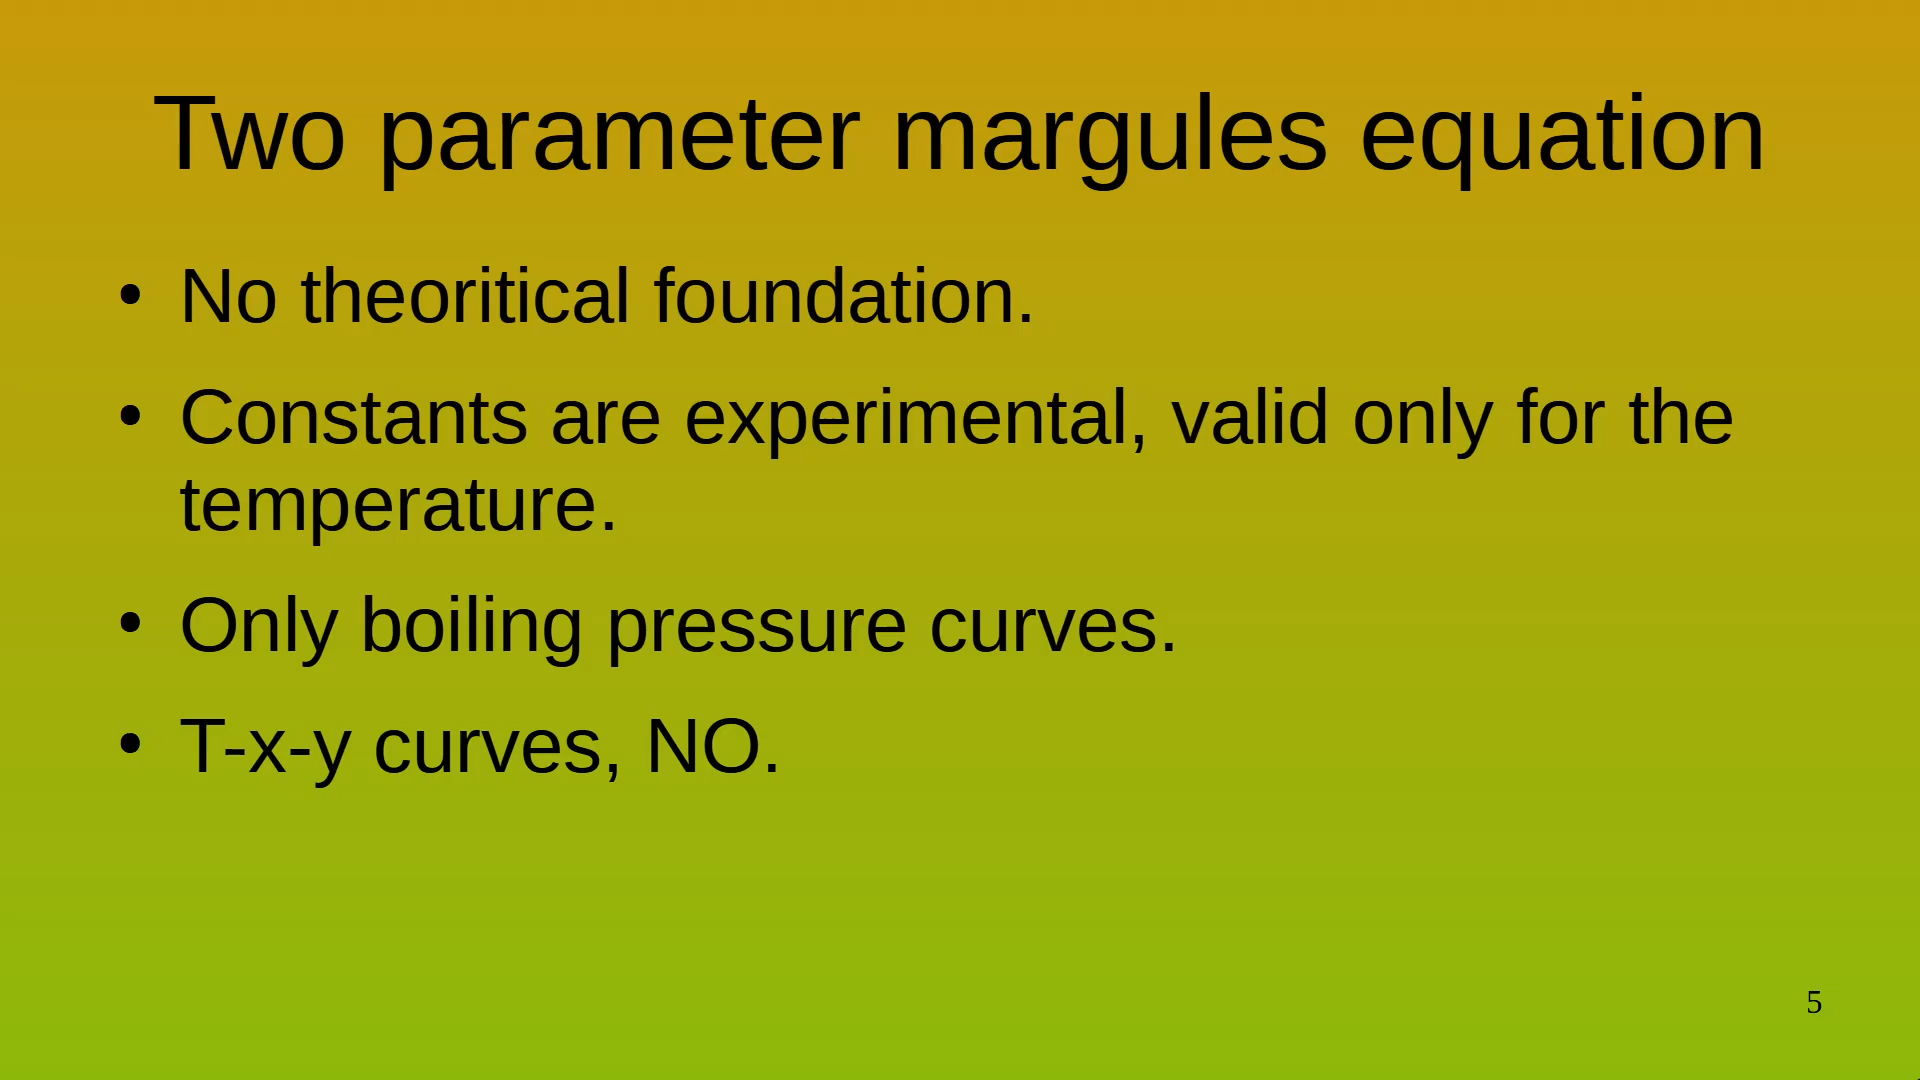 Two parameter margules equation
• No theoritical foundation.
• Constants are experimental, valid only for the
temperature.
• Only boiling pressure curves.
• T-x-y curves, NO.
5